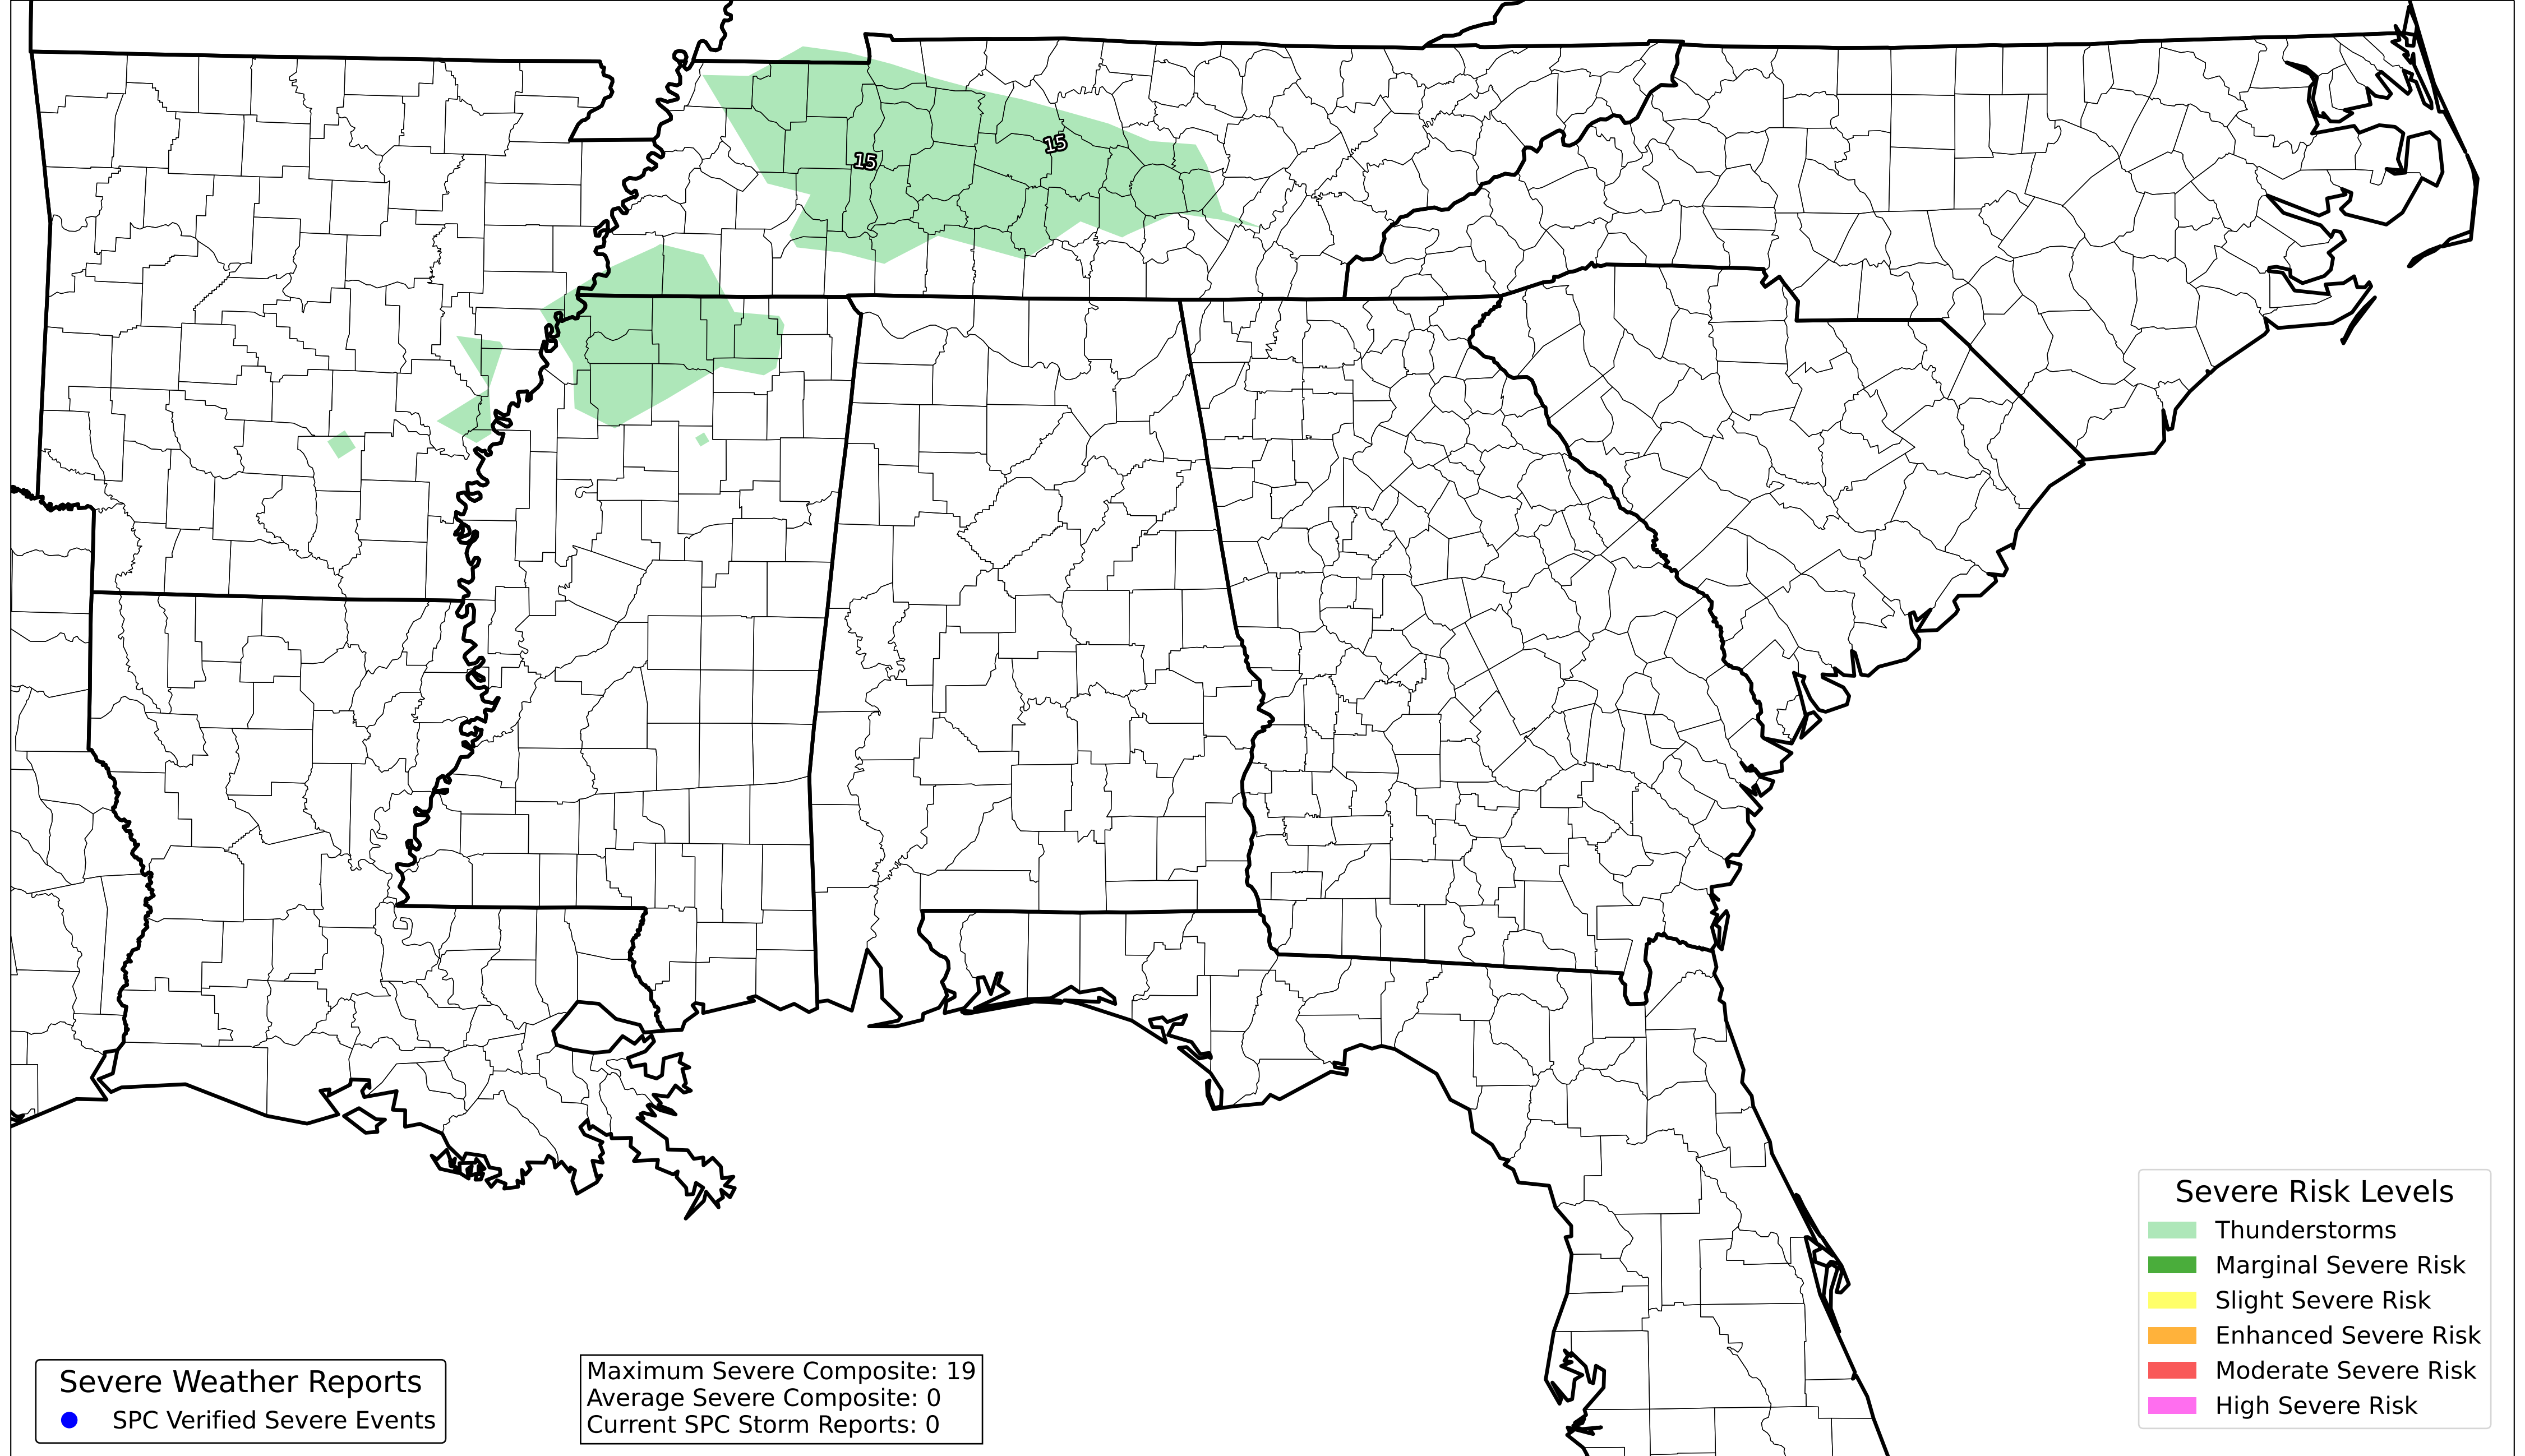 15
15
Severe Risk Levels
Thunderstorms
Marginal Severe Risk
Slight Severe Risk
Enhanced Severe Risk
Moderate Severe Risk
High Severe Risk
Severe Weather Reports
SPC Verified Severe Events
Maximum Severe Composite: 19
Average Severe Composite: 0
Current SPC Storm Reports: 0